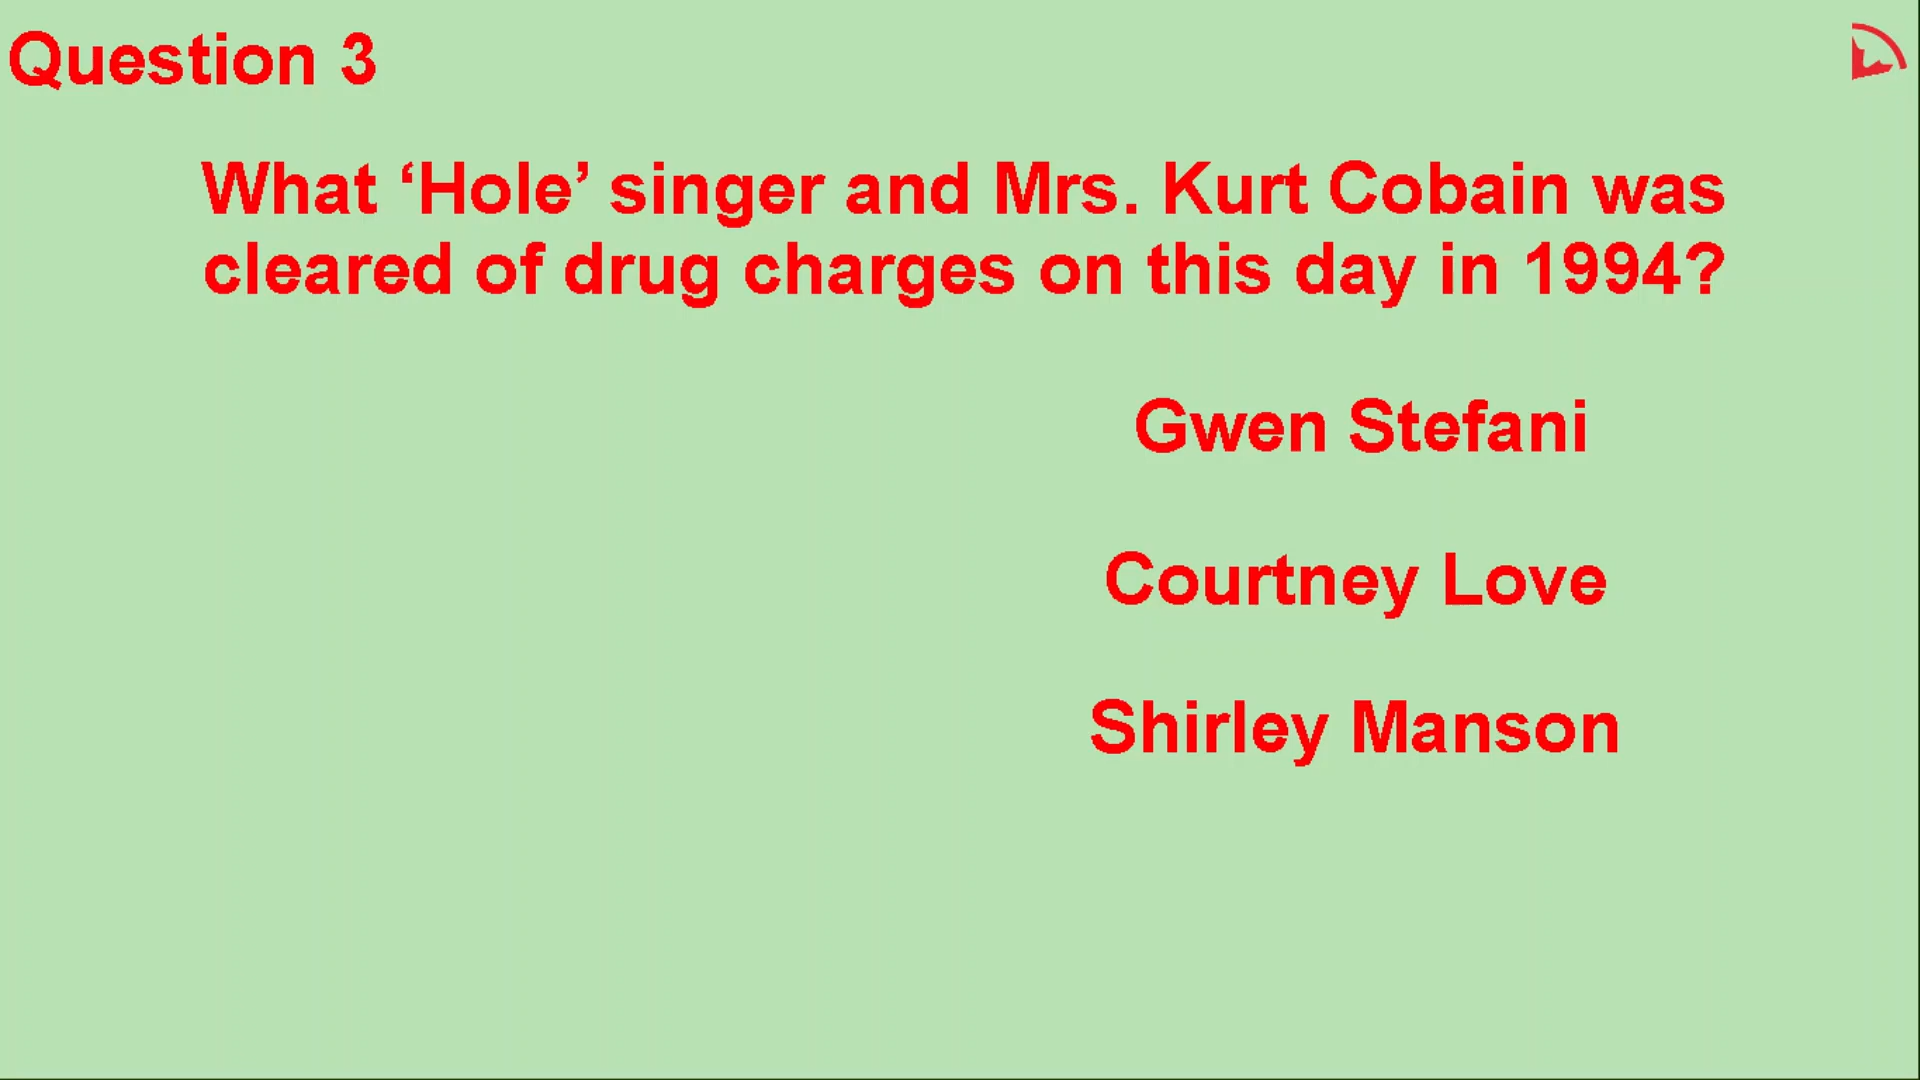 Question 3
What ‘Hole’ singer and Mrs. Kurt Cobain was
cleared of drug charges on this day in 1994?
Gwen Stefani
Courtney Love
Shirley Manson